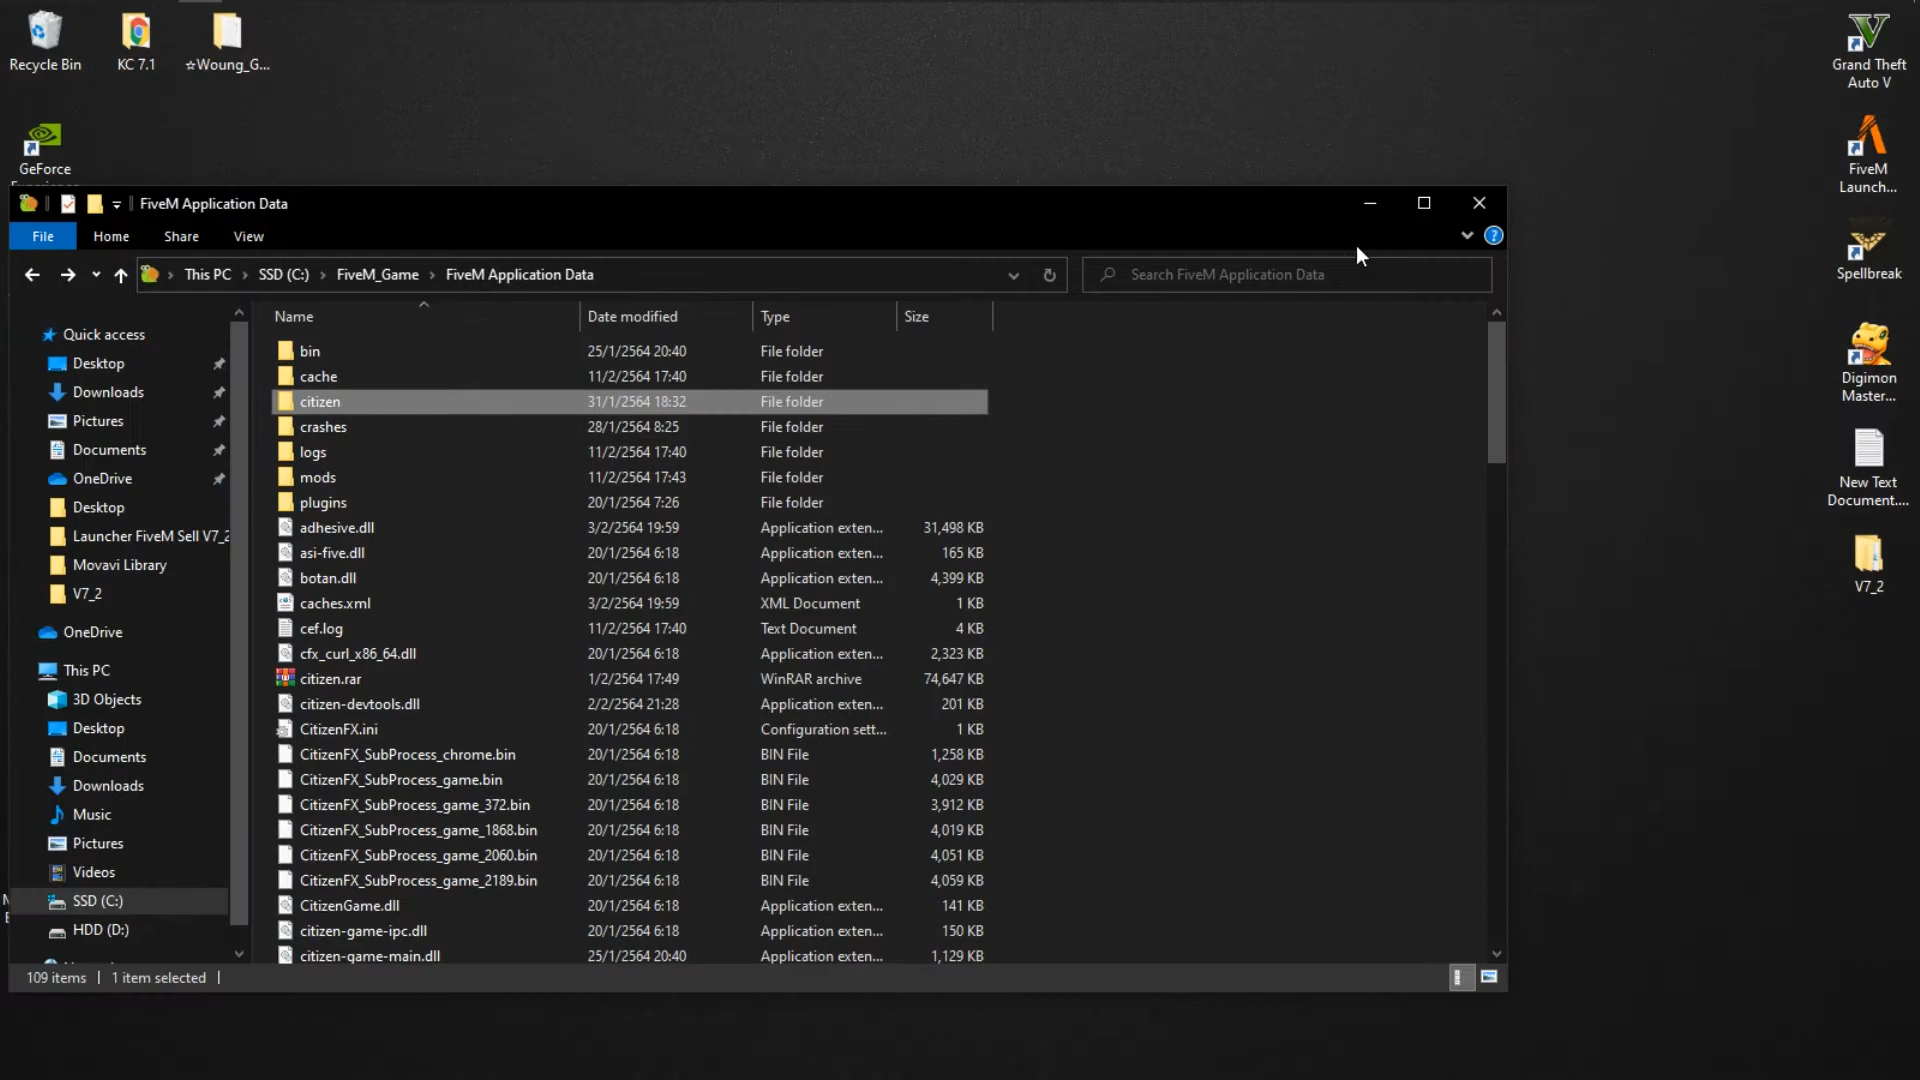 Recycle Bin
KC 7.1
☆Woung_G...
GeForce
Grand Theft
Auto V
FiveM
Launch...
Spellbreak
Digimon
Master...
New Text
Document....
V7_2
FiveM Application Data
File
Home
Share
View
This PC
SSD (C:)
FiveM_Game
FiveM Application Data
Search FiveM Application Data
Quick access
Desktop
Downloads
Pictures
Documents
OneDrive
Desktop
Launcher FiveM Sell V7_2
Movavi Library
V7_2
OneDrive
This PC
3D Objects
Desktop
Documents
Downloads
Music
Pictures
Videos
SSD (C:)
HDD (D:)
Name Date modified Type Size
bin 25/1/2564 20:40 File folder
cache 11/2/2564 17:40 File folder
citizen 31/1/2564 18:32 File folder
crashes 28/1/2564 8:25 File folder
logs 11/2/2564 17:40 File folder
mods 11/2/2564 17:43 File folder
plugins 20/1/2564 7:26 File folder
adhesive.dll 3/2/2564 19:59 Application exten... 31,498 KB
asi-five.dll 20/1/2564 6:18 Application exten... 165 KB
botan.dll 20/1/2564 6:18 Application exten... 4,399 KB
caches.xml 3/2/2564 19:59 XML Document 1 KB
cef.log 11/2/2564 17:40 Text Document 4 KB
cfx_curl_x86_64.dll 20/1/2564 6:18 Application exten... 2,323 KB
citizen.rar 1/2/2564 17:49 WinRAR archive 74,647 KB
citizen-devtools.dll 2/2/2564 21:28 Application exten... 201 KB
CitizenFX.ini 20/1/2564 6:18 Configuration sett... 1 KB
CitizenFX_SubProcess_chrome.bin 20/1/2564 6:18 BIN File 1,258 KB
CitizenFX_SubProcess_game.bin 20/1/2564 6:18 BIN File 4,029 KB
CitizenFX_SubProcess_game_372.bin 20/1/2564 6:18 BIN File 3,912 KB
CitizenFX_SubProcess_game_1868.bin 20/1/2564 6:18 BIN File 4,019 KB
CitizenFX_SubProcess_game_2060.bin 20/1/2564 6:18 BIN File 4,051 KB
CitizenFX_SubProcess_game_2189.bin 20/1/2564 6:18 BIN File 4,059 KB
CitizenGame.dll 20/1/2564 6:18 Application exten... 141 KB
citizen-game-ipc.dll 20/1/2564 6:18 Application exten... 150 KB
citizen-game-main.dll 25/1/2564 20:40 Application exten... 1,129 KB
109 items 1 item selected